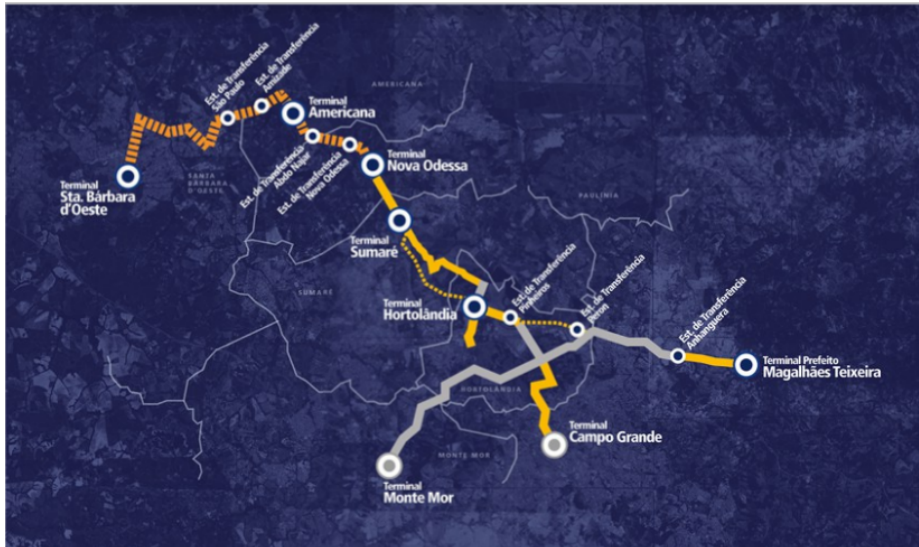 Est. de Transferência
São Paulo
Est. de Transferência
Amizade
AMERICANA
Terminal
Americana
Est. de Transferência
Abdo Najar
Est. de Transferência
Nova Odessa
Terminal
Nova Odessa
SANTA
BÁRBARA
D'OESTE
Terminal
Sta. Bárbara
d'Oeste
PAULÍNIA
Terminal
Sumaré
SUMARÉ
Terminal
Hortolândia
Est. de Transferência
Pinheiros
Est. de Transferência
Peron
Est. de Transferência
Anhanguera
Terminal Prefeito
Magalhães Teixeira
HORTOLÂNDIA
Terminal
Campo Grande
MONTE MOR
Terminal
Monte Mor